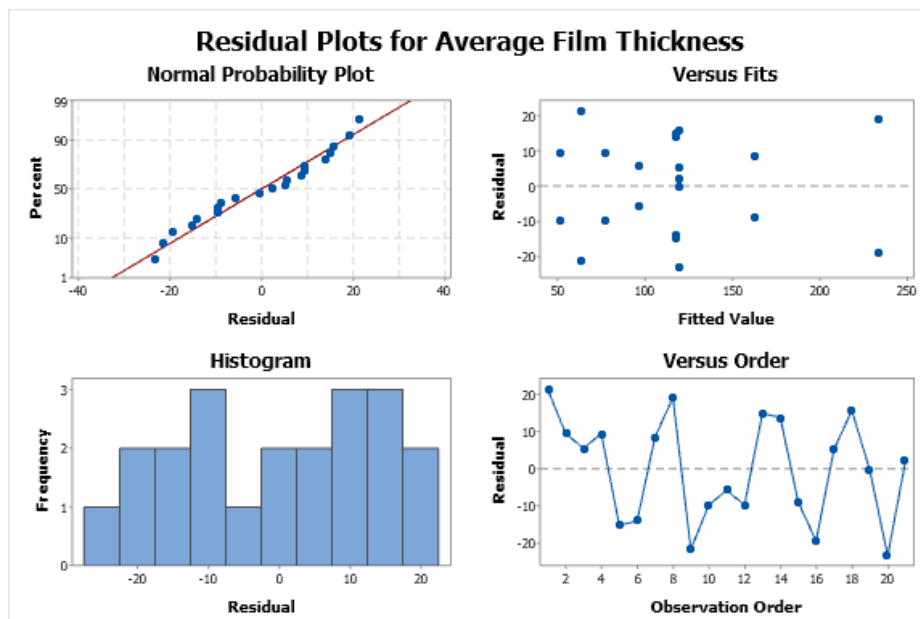 Residual Plots for Average Film Thickness
Normal Probability Plot
Versus Fits
99
90
50
10
1
Percent
-40 -20 0 20 40
Residual
20
10
0
-10
-20
Residual
50 100 150 200 250
Fitted Value
Histogram
Versus Order
3
2
1
0
Frequency
-20 -10 0 10 20
Residual
20
10
0
-10
-20
Residual
2 4 6 8 10 12 14 16 18 20
Observation Order